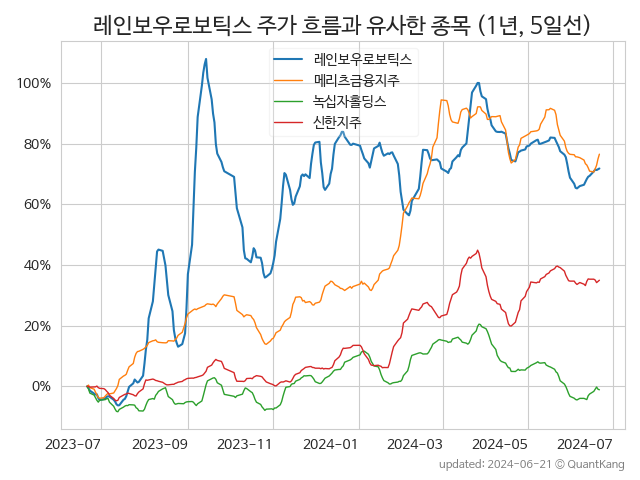 레인보우로보틱스 주가 흐름과 유사한 종목 (1년, 5일선)
레인보우로보틱스
메리츠금융지주
녹십자홀딩스
신한지주
100%
80%
60%
40%
20%
0%
2023-07
2023-09
2023-11
2024-01
2024-03
2024-05
2024-07
updated: 2024-06-21 © QuantKang